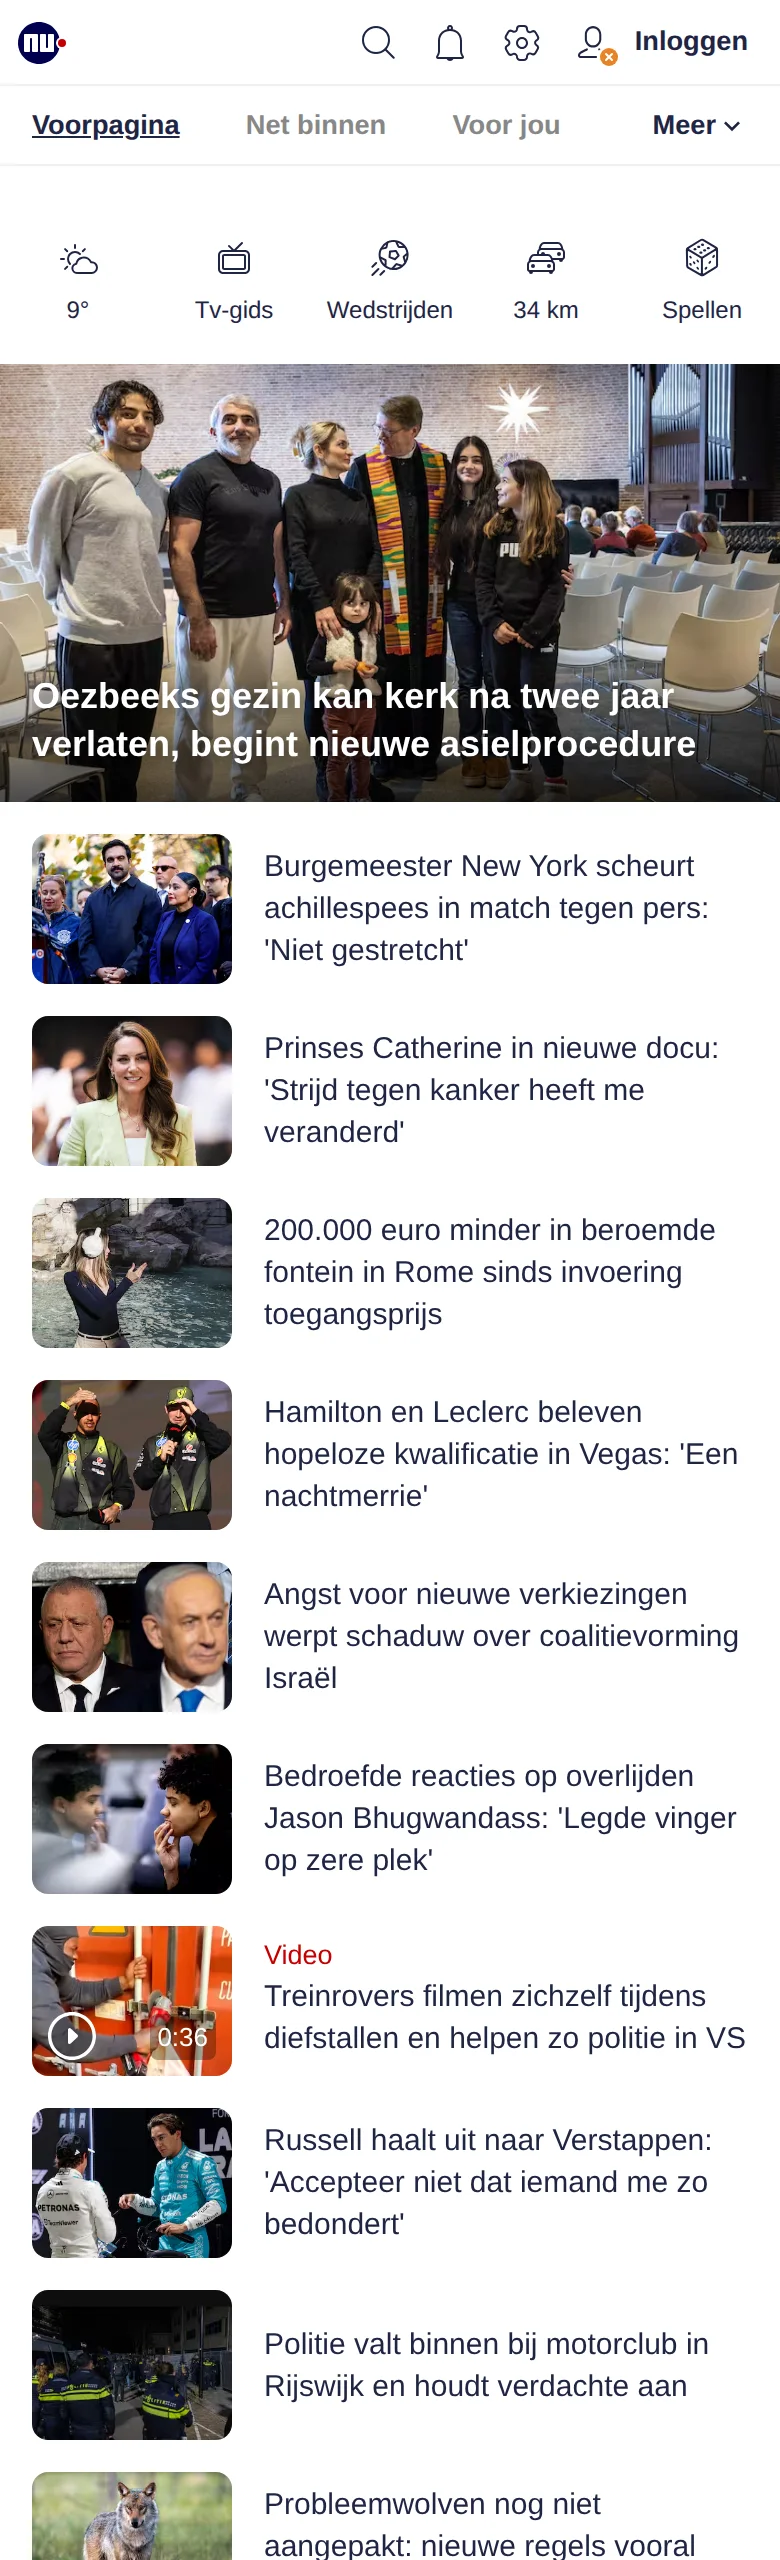 nu
Inloggen
Voorpagina
Net binnen
Voor jou
Meer
9°
Tv-gids
Wedstrijden
34 km
Spellen
PU
Oezbeeks gezin kan kerk na twee jaar
verlaten, begint nieuwe asielprocedure
Burgemeester New York scheurt
achillespees in match tegen pers:
'Niet gestretcht'
Prinses Catherine in nieuwe docu:
'Strijd tegen kanker heeft me
veranderd'
200.000 euro minder in beroemde
fontein in Rome sinds invoering
toegangsprijs
Hamilton en Leclerc beleven
hopeloze kwalificatie in Vegas: 'Een
nachtmerrie'
Angst voor nieuwe verkiezingen
werpt schaduw over coalitievorming
Israël
Bedroefde reacties op overlijden
Jason Bhugwandass: 'Legde vinger
op zere plek'
0:36
Video
Treinrovers filmen zichzelf tijdens
diefstallen en helpen zo politie in VS
PETRONAS
TeamViewer
Russell haalt uit naar Verstappen:
'Accepteer niet dat iemand me zo
bedondert'
Politie valt binnen bij motorclub in
Rijswijk en houdt verdachte aan
Probleemwolven nog niet
aangepakt: nieuwe regels vooral